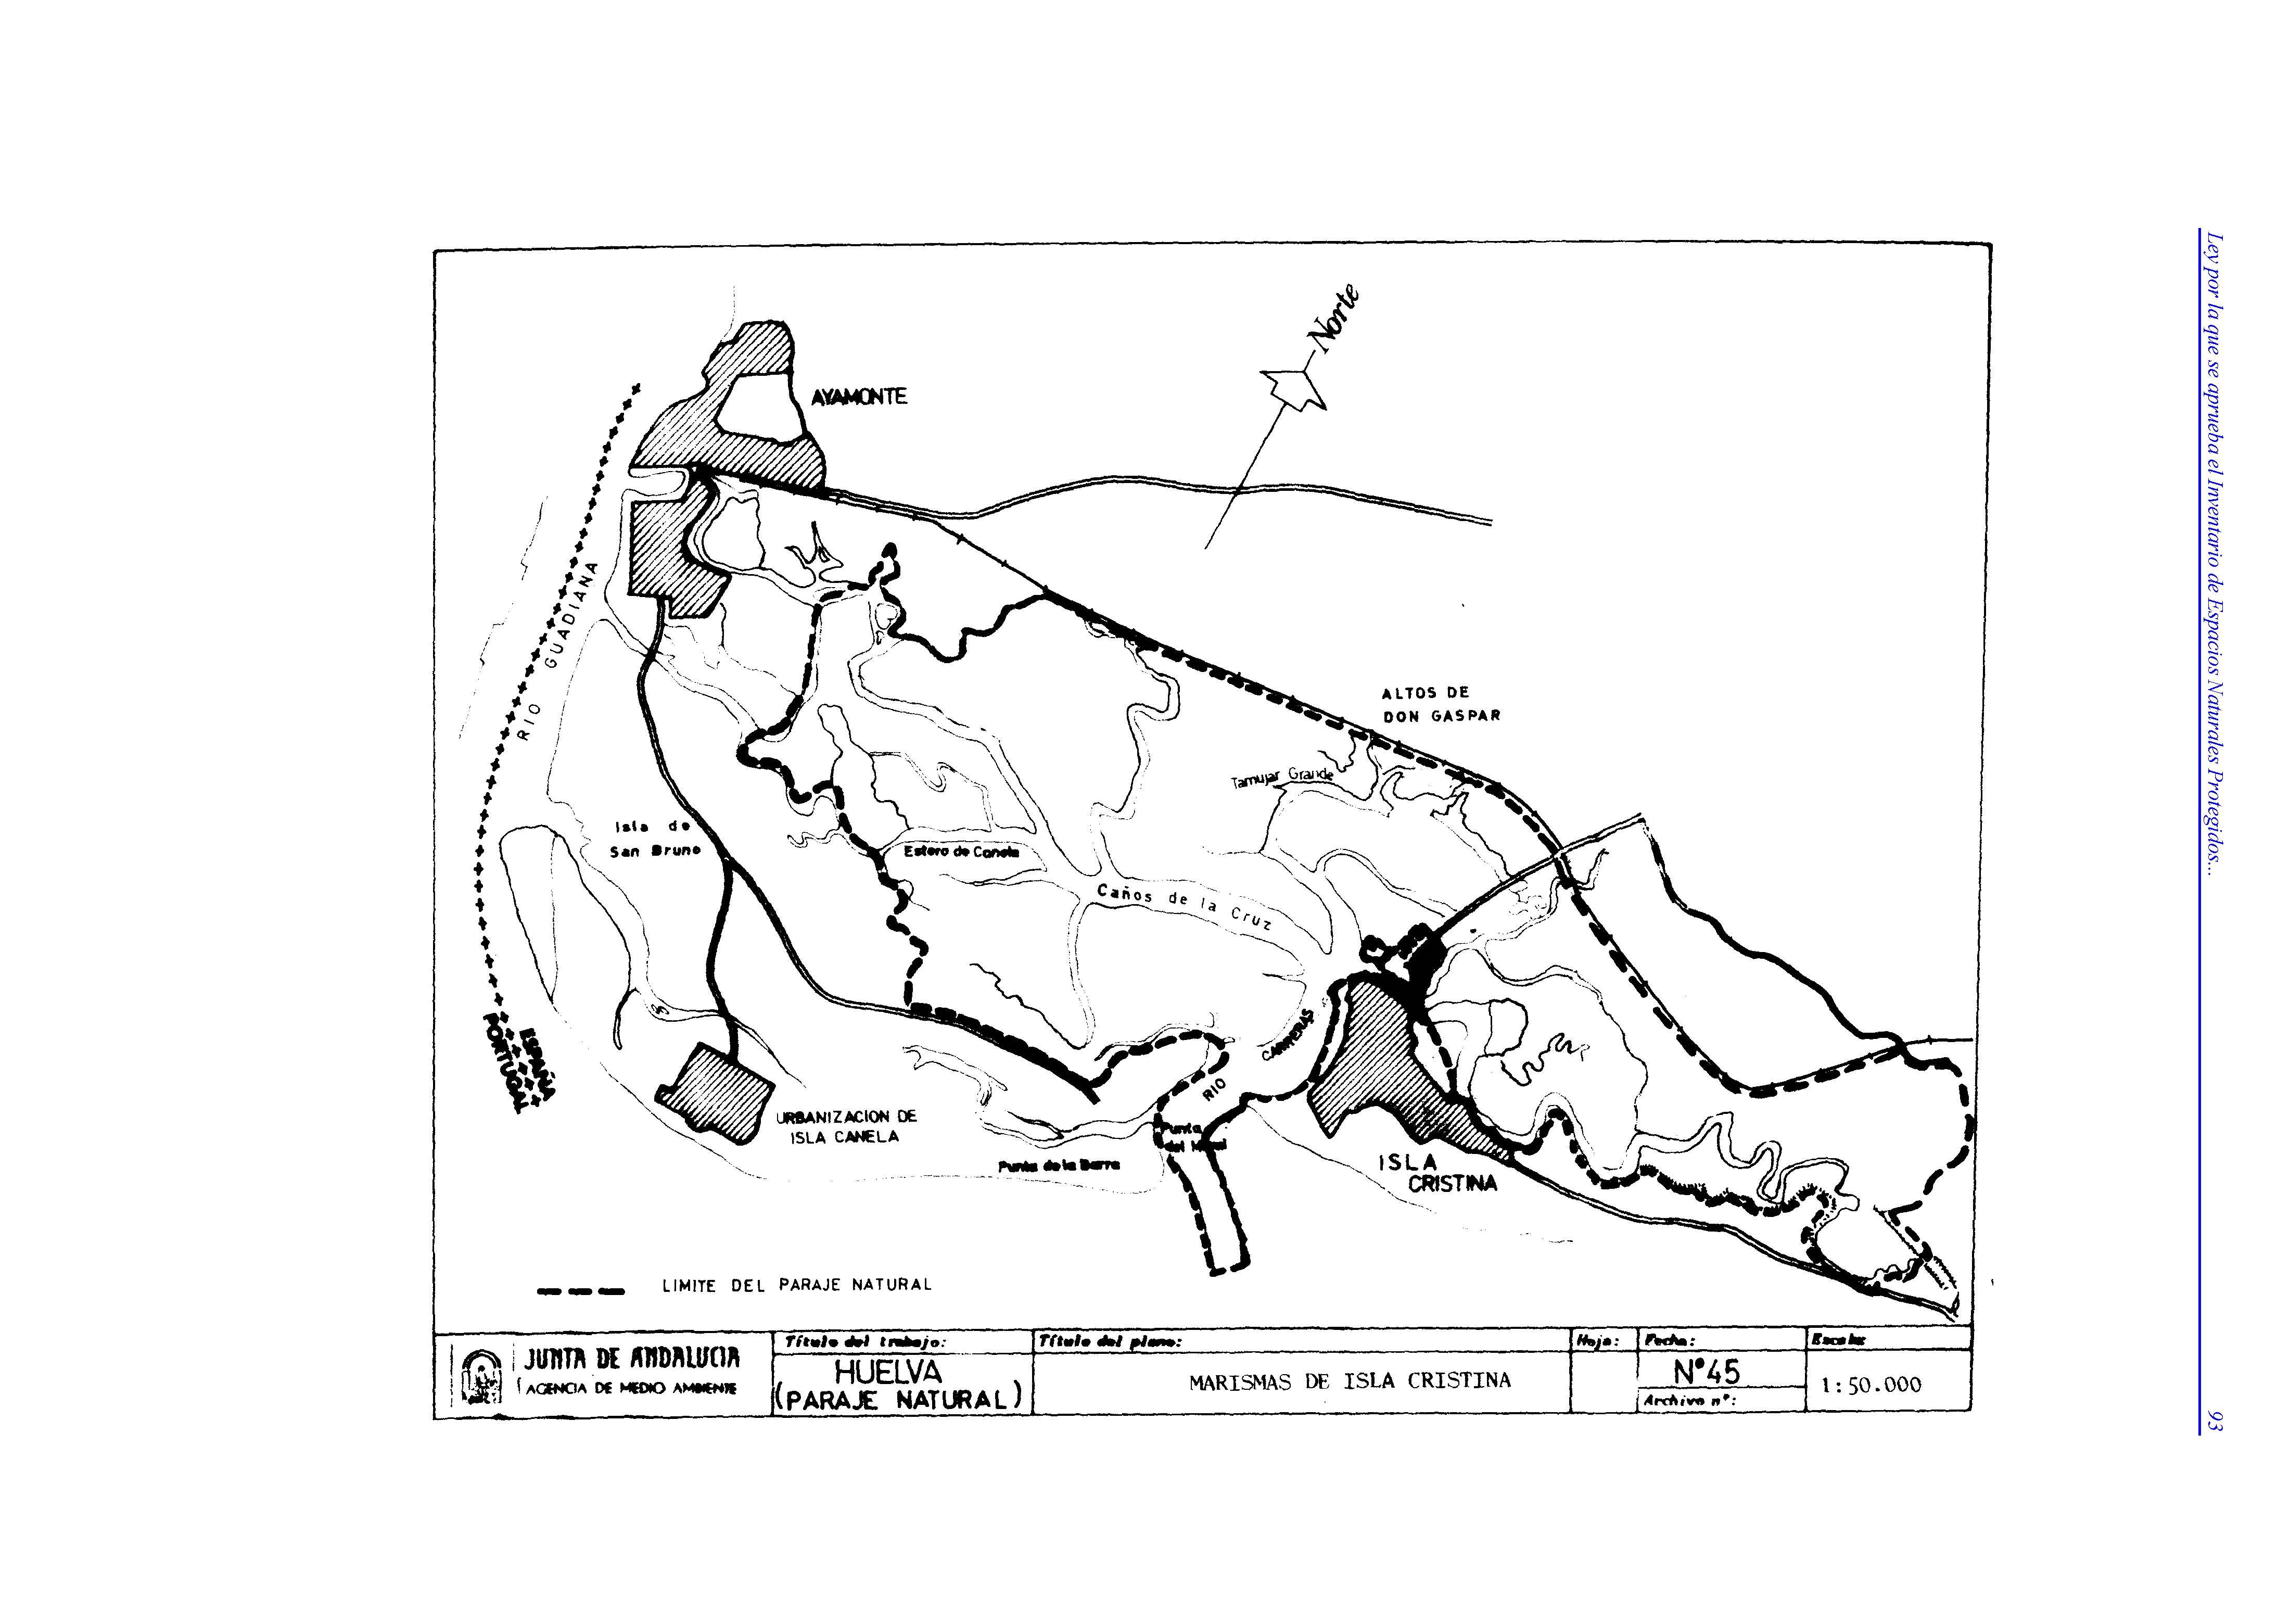 Norte
AYAMONTE
RIO GUADIANA
ALTOS DE
DON GASPAR
Tamujar Grande
Isla de
San Bruno
Estero de Canela
Caños de la Cruz
ESPAÑA
PORTUGAL
RIO CARRERAS
URBANIZACION DE
ISLA CANELA
Punta
del Moral
Punta de la Barra
ISLA
CRISTINA
LIMITE DEL PARAJE NATURAL
JUNTA DE ANDALUCIA
AGENCIA DE MEDIO AMBIENTE
Título del trabajo:
HUELVA
(PARAJE NATURAL)
Título del plano:
MARISMAS DE ISLA CRISTINA
Hoja:
Fecha:
Nº45
Archivo nº:
Escala:
1:50.000
Ley por la que se aprueba el Inventario de Espacios Naturales Protegidos...
93